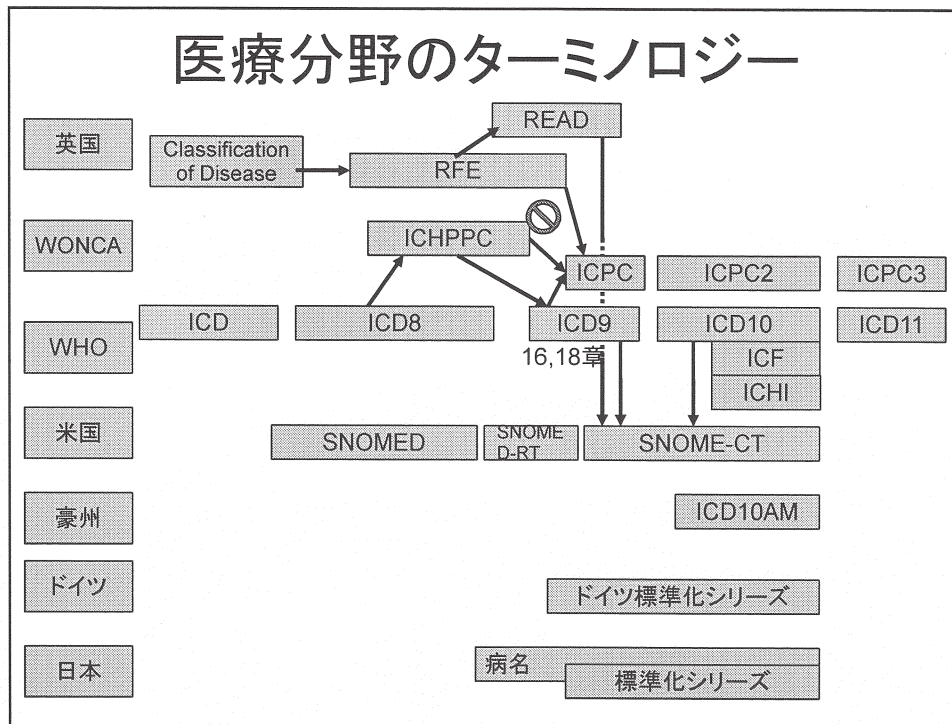 医療分野のターミノロジー
英国
READ
Classification
of Disease
RFE
WONCA
ICHPPC
ICPC
ICPC2
ICPC3
WHO
ICD
ICD8
ICD9
ICD10
ICD11
16,18章
ICF
ICHI
米国
SNOMED
SNOME
D-RT
SNOME-CT
豪州
ICD10AM
ドイツ
ドイツ標準化シリーズ
日本
病名
標準化シリーズ